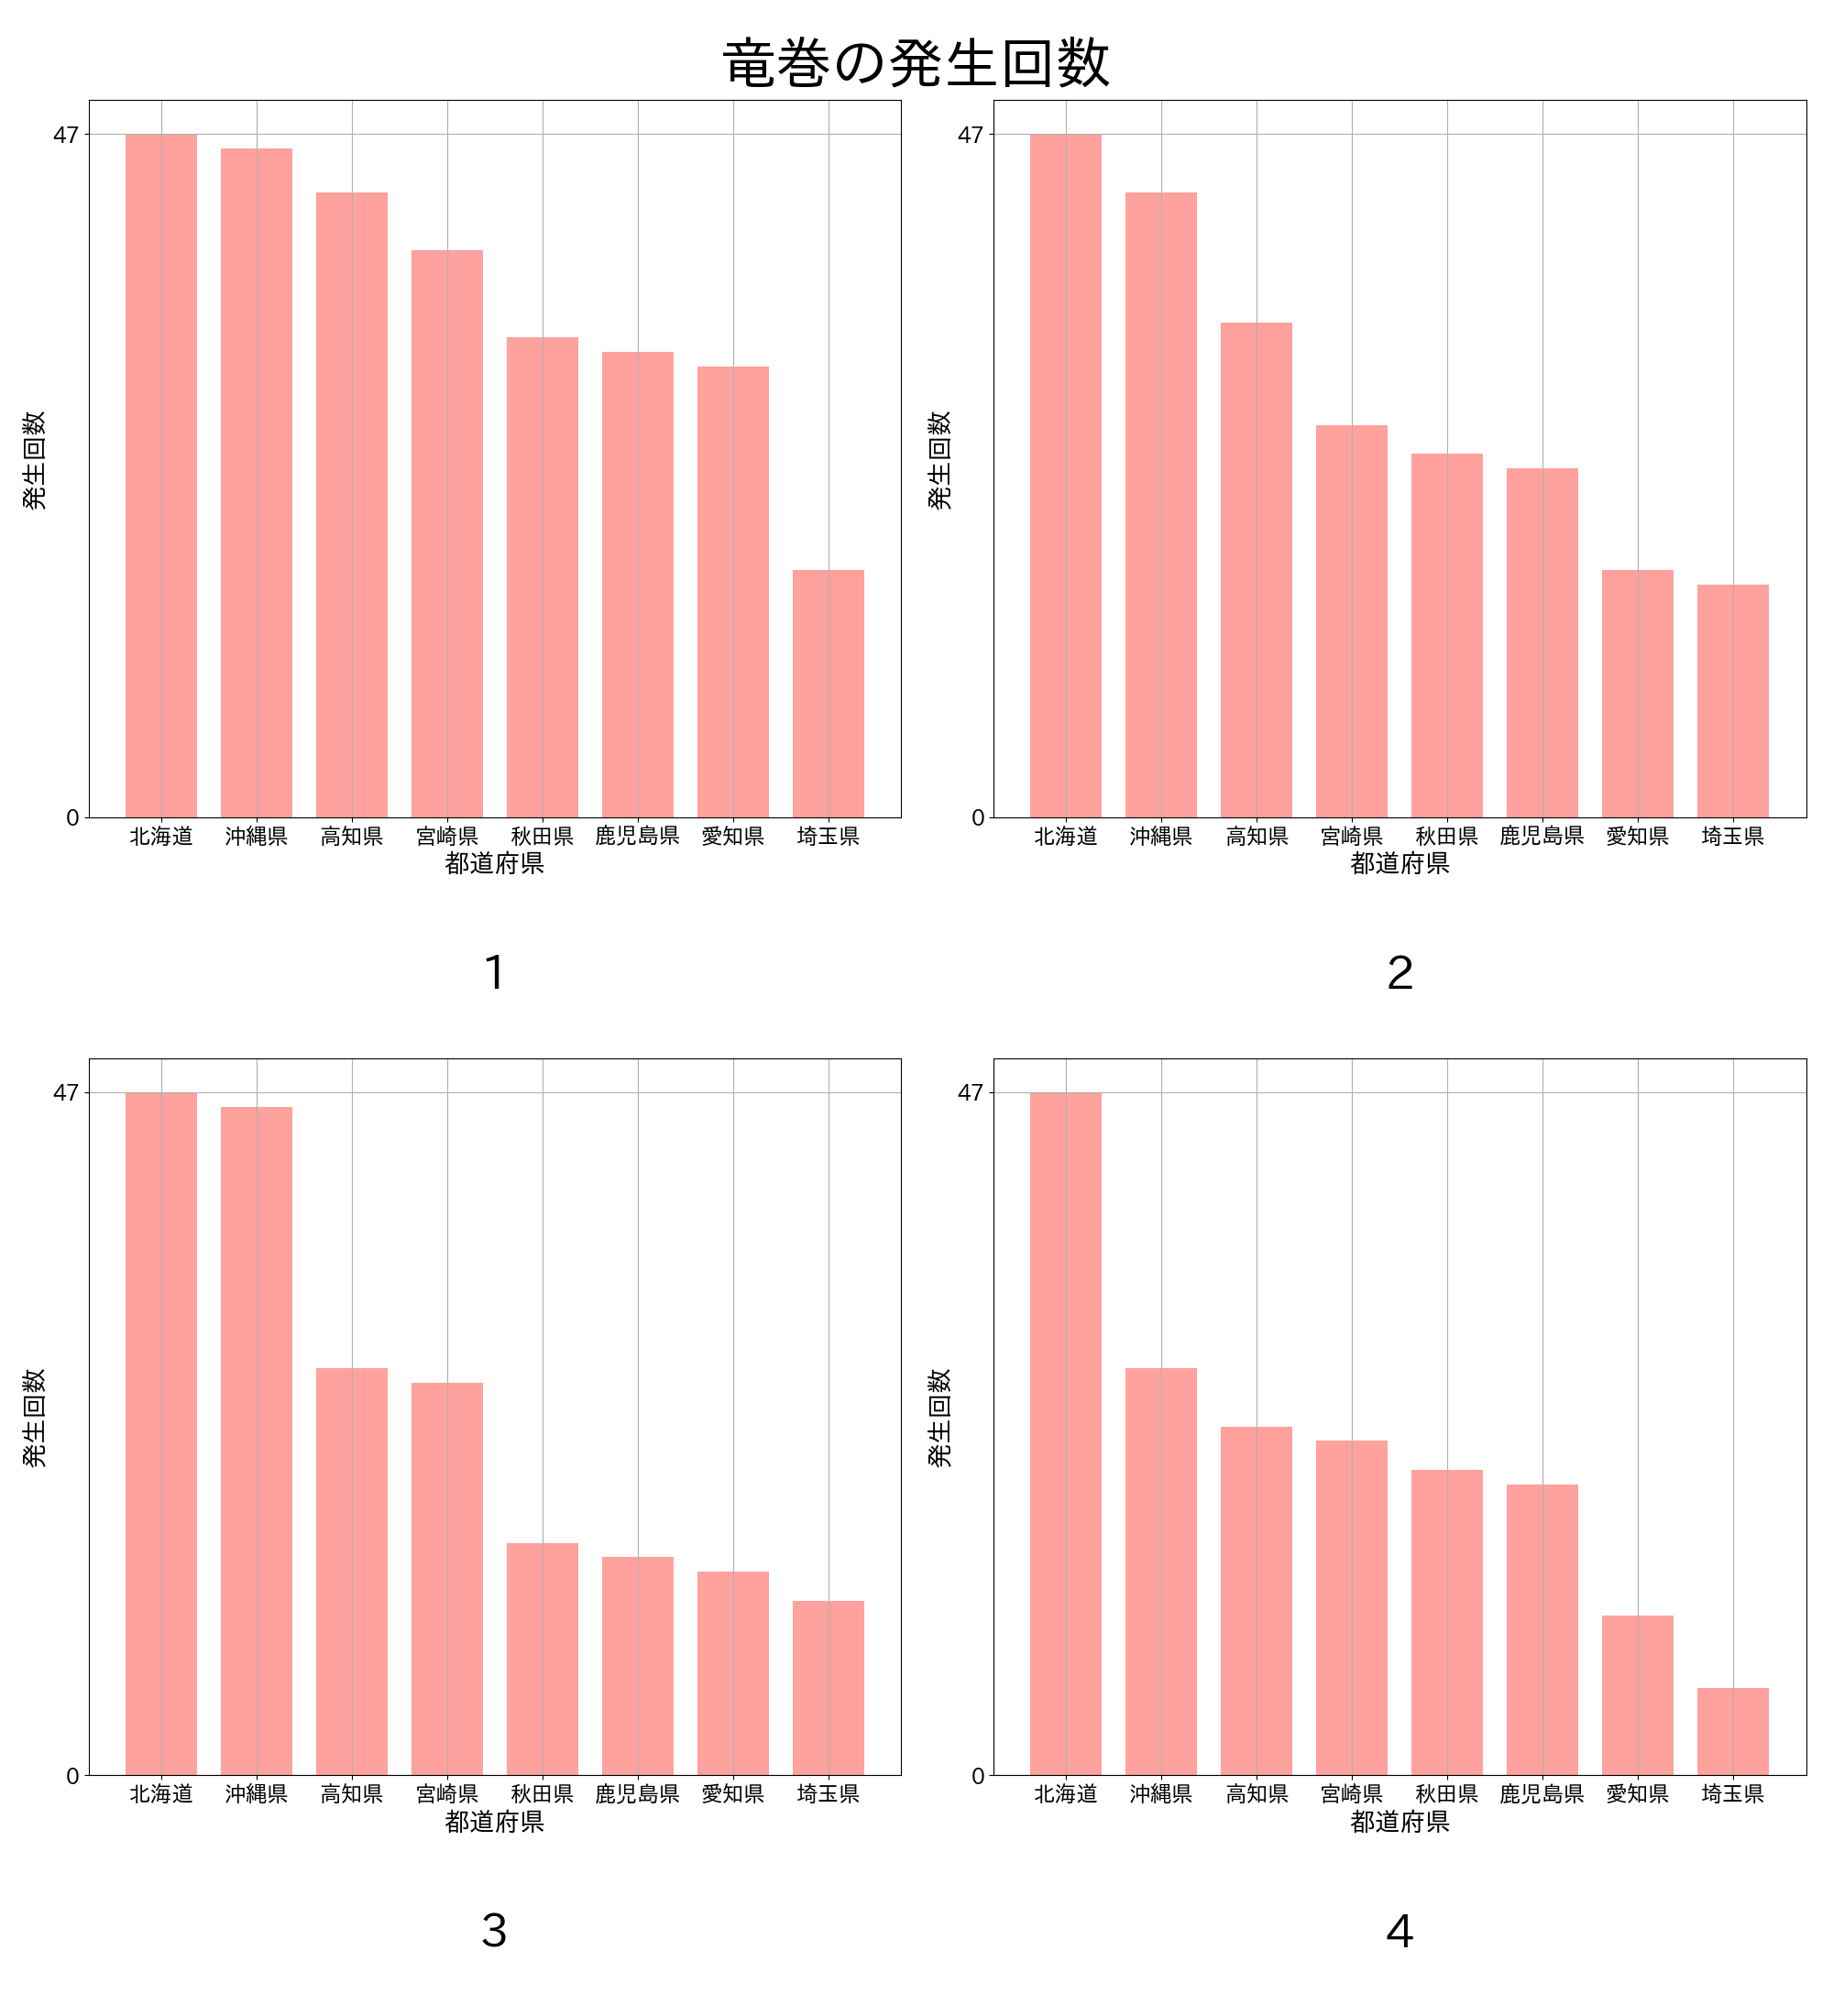 竜巻の発生回数
47
0
発生回数
北海道 沖縄県 高知県 宮崎県 秋田県 鹿児島県 愛知県 埼玉県
都道府県
1
47
0
発生回数
北海道 沖縄県 高知県 宮崎県 秋田県 鹿児島県 愛知県 埼玉県
都道府県
2
47
0
発生回数
北海道 沖縄県 高知県 宮崎県 秋田県 鹿児島県 愛知県 埼玉県
都道府県
3
47
0
発生回数
北海道 沖縄県 高知県 宮崎県 秋田県 鹿児島県 愛知県 埼玉県
都道府県
4